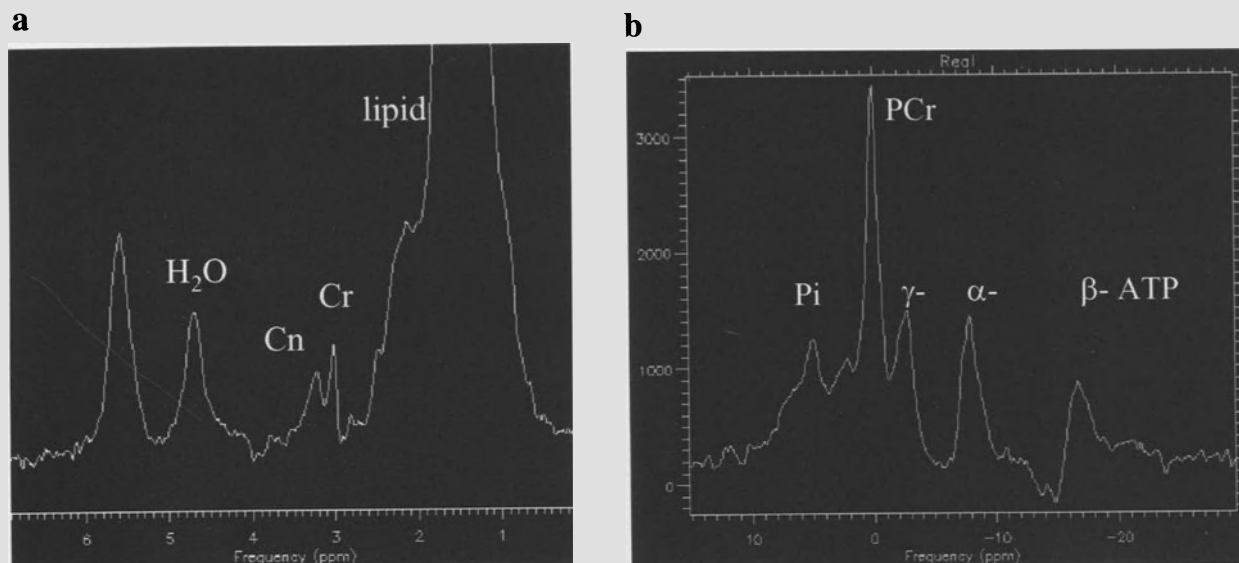 a
lipid
H₂O
Cr
Cn
6 5 4 3 2 1
Frequency (ppm)
b
Real
PCr
3000
2000
Pi γ- α- β- ATP
1000
0
10 0 -10 -20
Frequency (ppm)